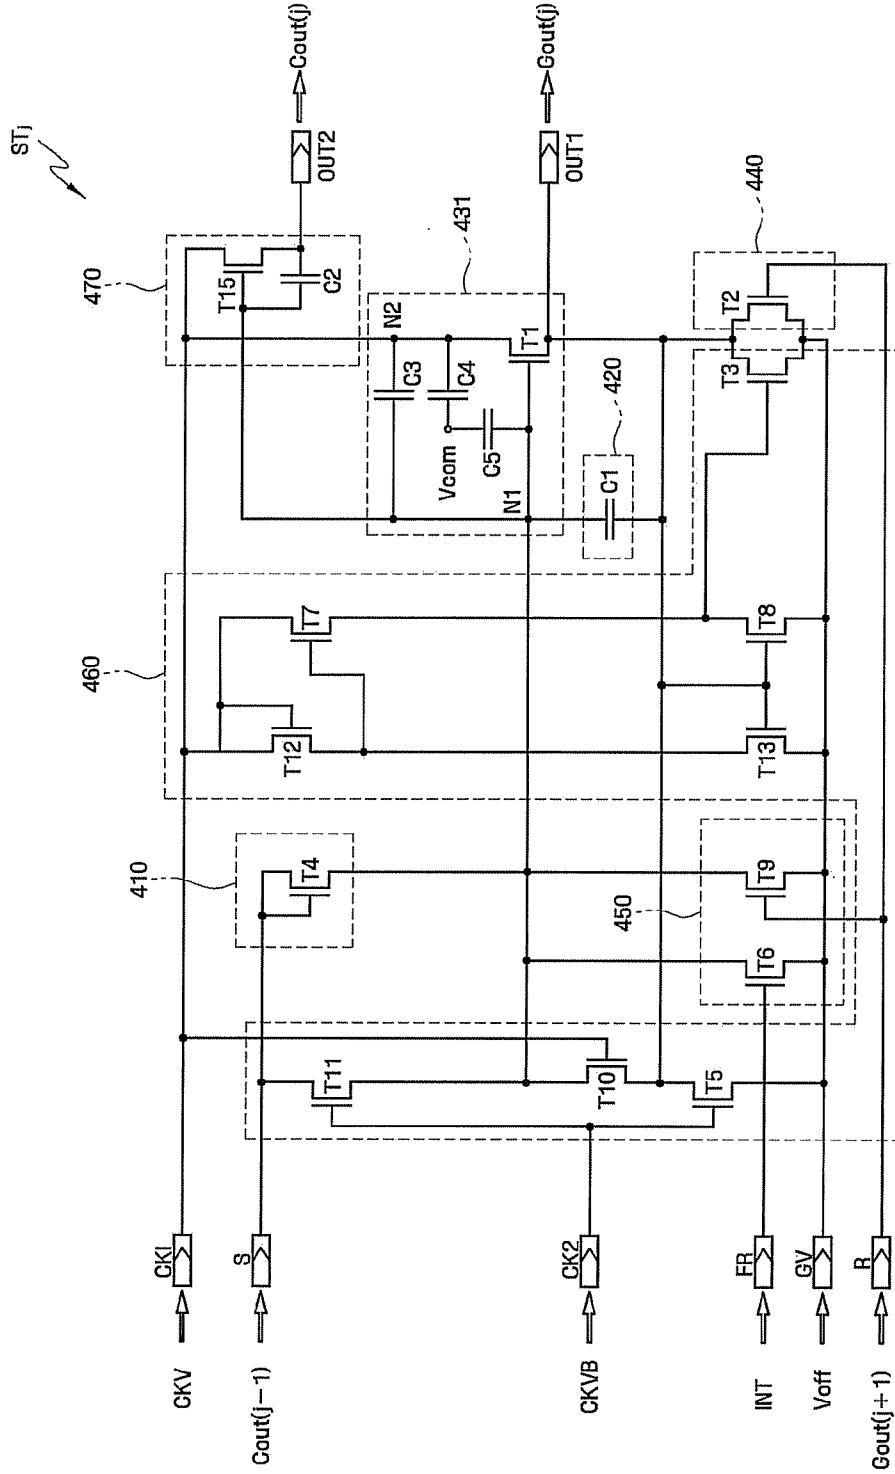 STj
470
460
410
CKV
CKI
Cout(j-1)
S
T15
C2
OUT2
Cout(j)
T12
T7
T4
T11
N2
431
C3
C4
Vcom
C5
N1
T1
OUT1
Gout(j)
CKVB
CK2
T10
C1
420
450
T5
T3
T2
440
INT
FR
T6
T9
T13
T8
Voff
GV
Gout(j+1)
R